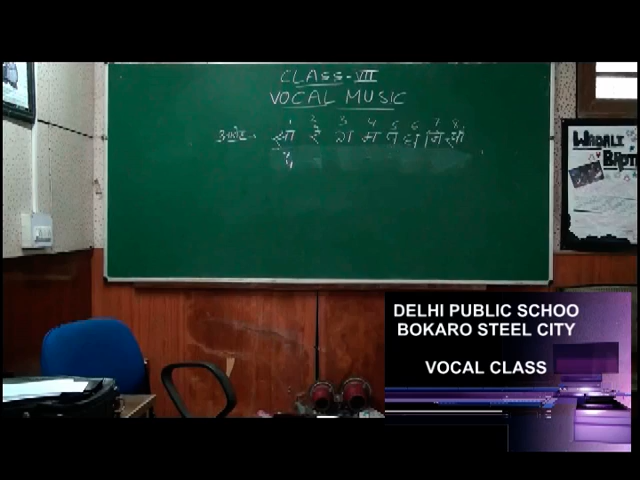 CLASS-VII
VOCAL MUSIC
1 2 3 4 5 6 7 8
सा रे गा म प धा नि सां
WADALI
DELHI PUBLIC SCHOO
BOKARO STEEL CITY
VOCAL CLASS